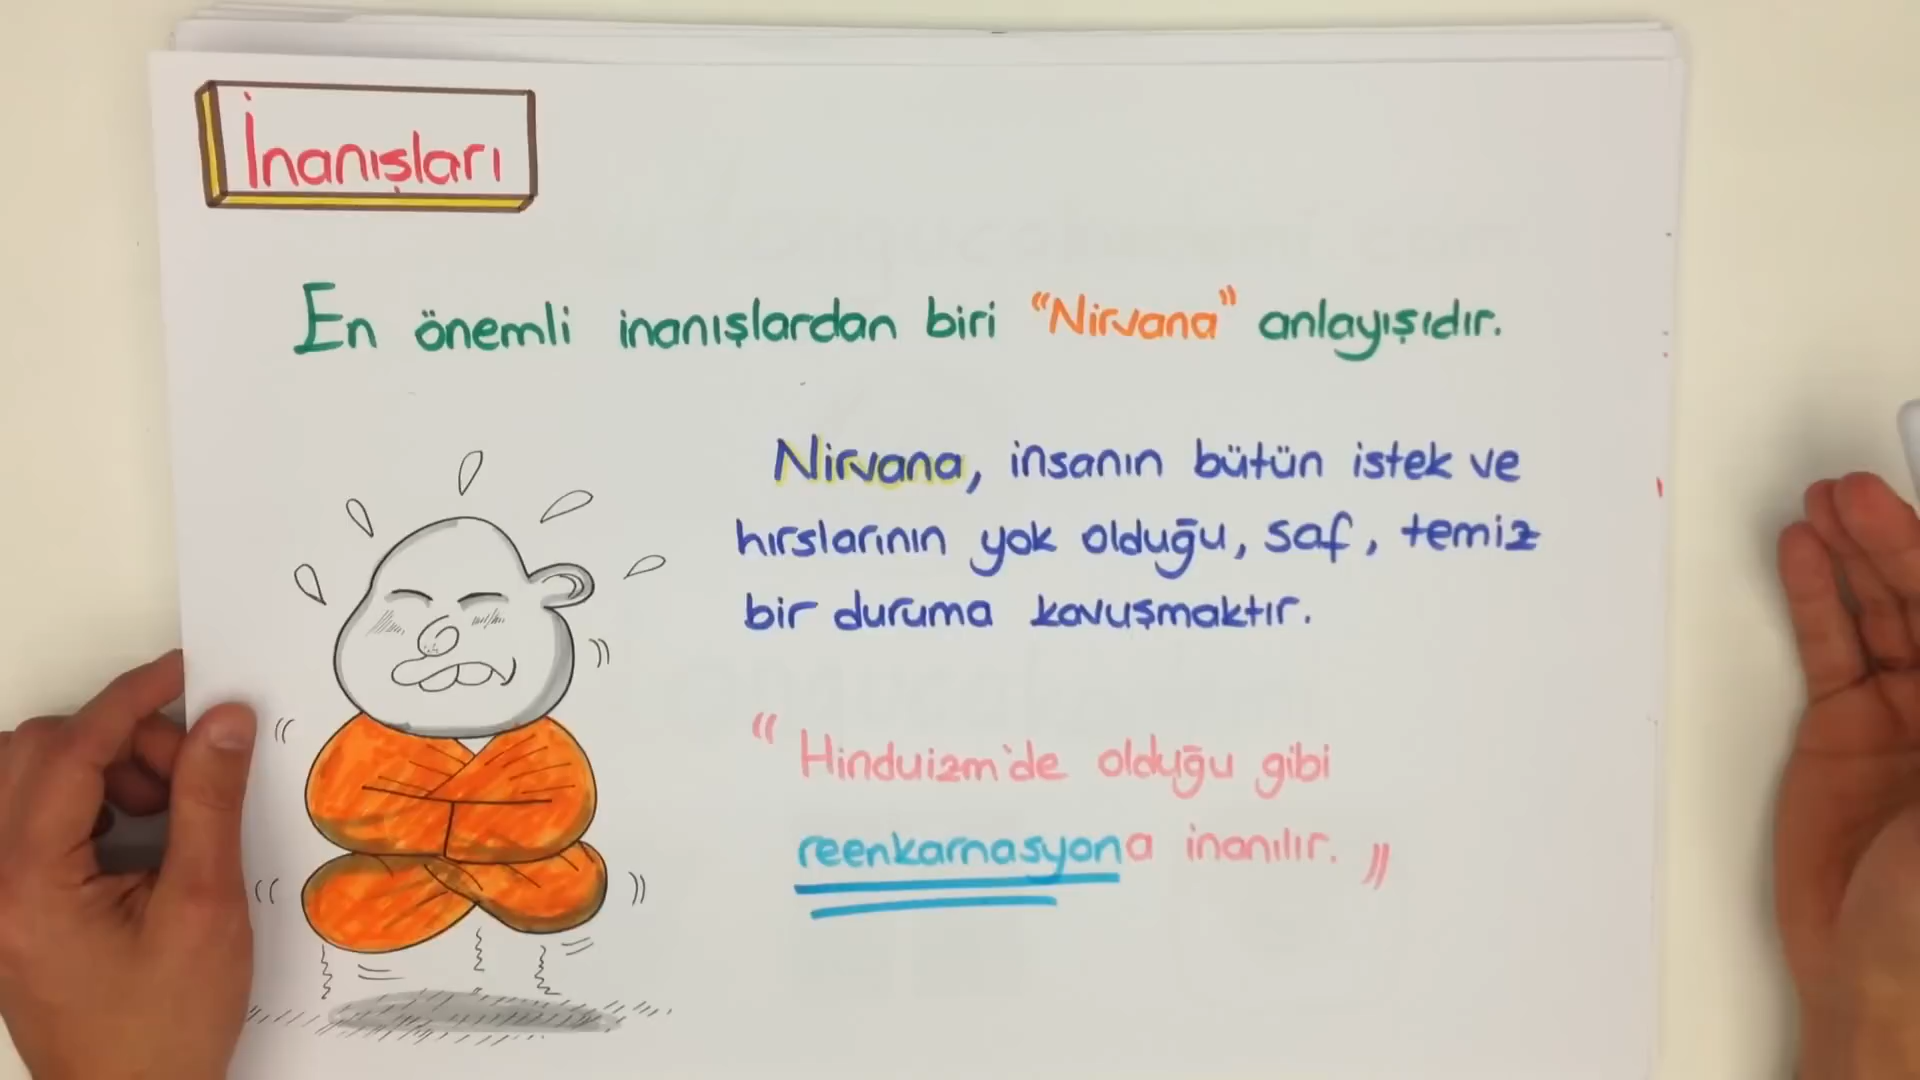 İnanışları
En önemli inanışlardan biri "Nirvana" anlayışıdır.
Nirvana, insanın bütün istek ve
hırslarının yok olduğu, saf, temiz
bir duruma kavuşmaktır.
"Hinduizm'de olduğu gibi
reenkarnasyona inanılır."